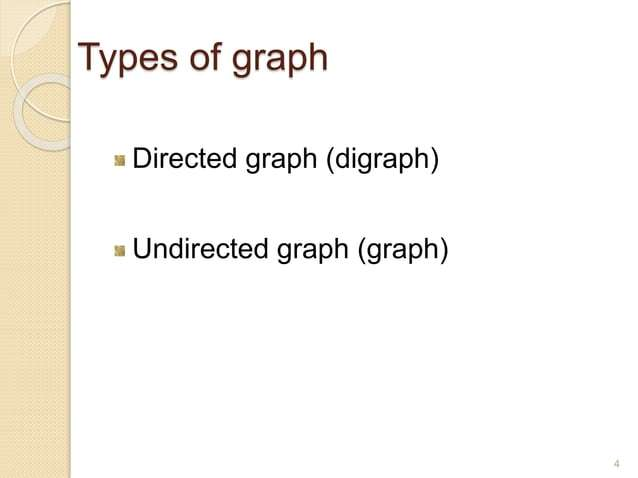 Types of graph
Directed graph (digraph)
Undirected graph (graph)
4